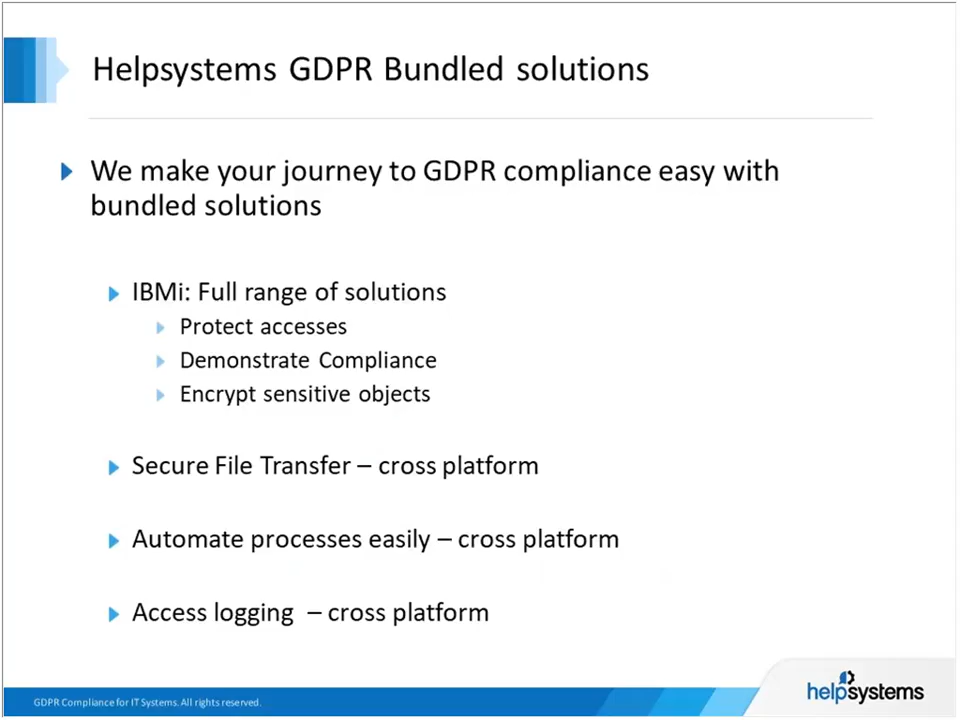 Helpsystems GDPR Bundled solutions
We make your journey to GDPR compliance easy with
bundled solutions
IBMi: Full range of solutions
Protect accesses
Demonstrate Compliance
Encrypt sensitive objects
Secure File Transfer – cross platform
Automate processes easily – cross platform
Access logging – cross platform
GDPR Compliance for IT Systems. All rights reserved.
helpsystems